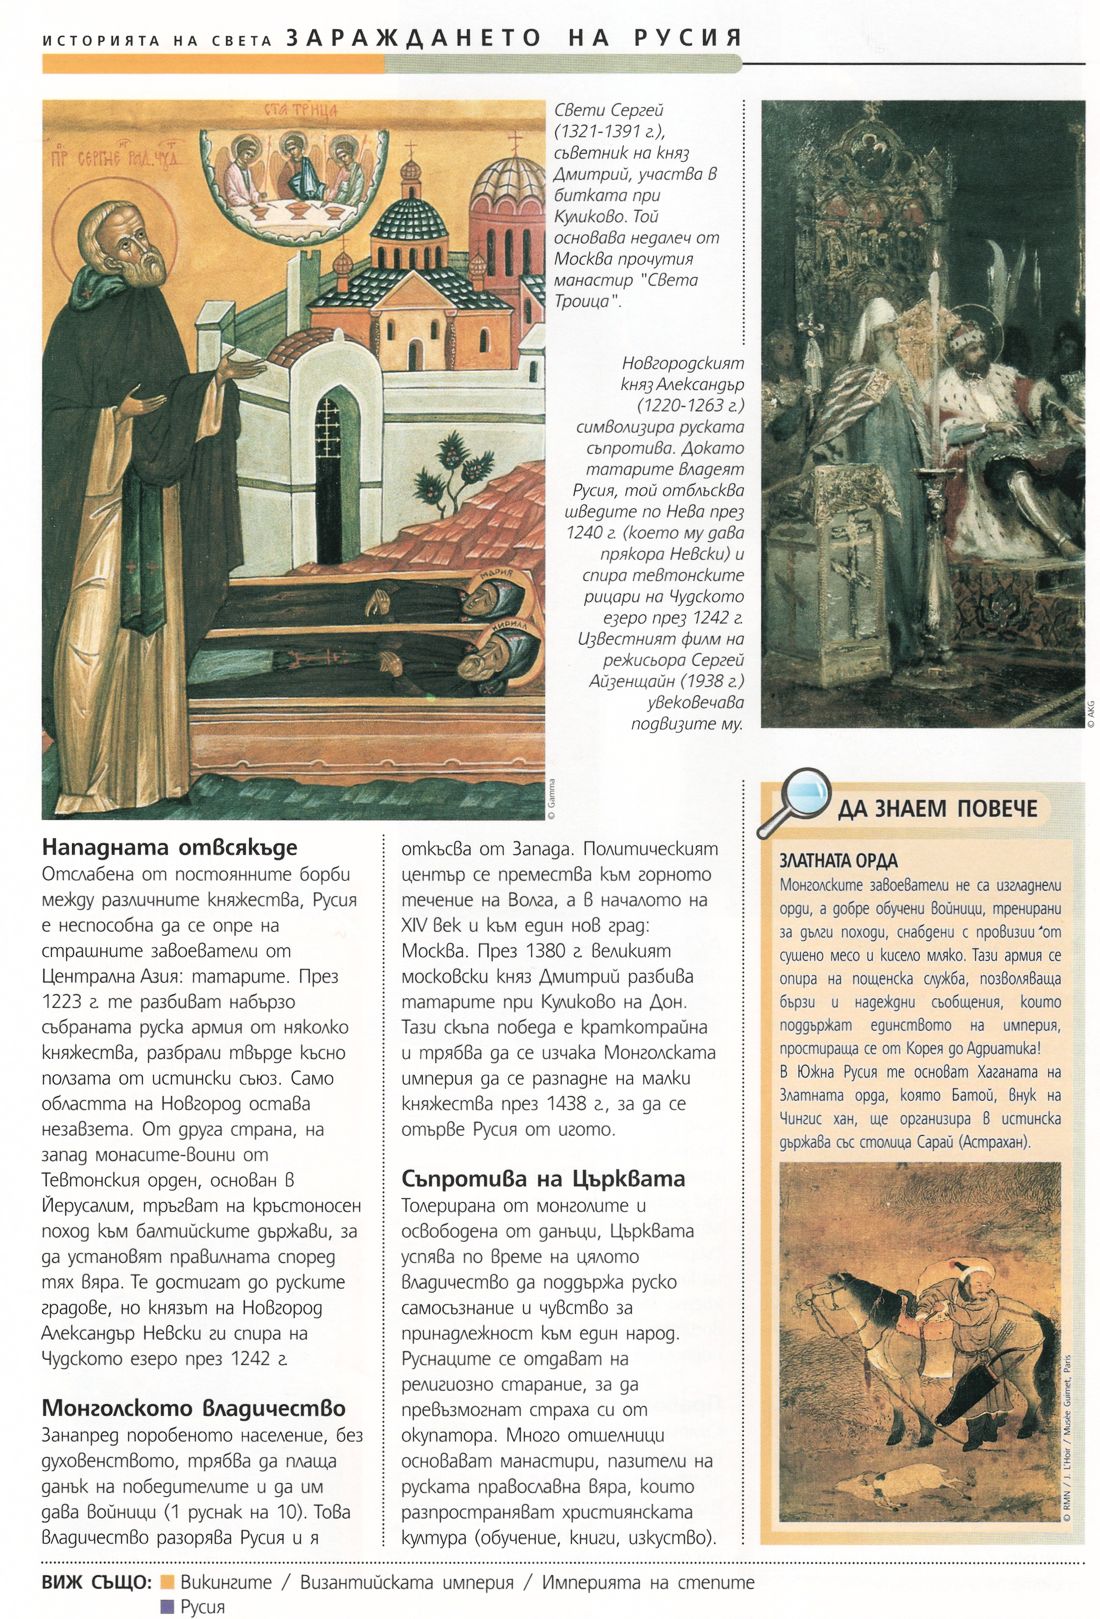 ИСТОРИЯТА НА СВЕТА ЗАРАЖДАНЕТО НА РУСИЯ
СТА ТРИЦА
ПР СЕРГIЕ РАД. ЧУД
МАРИЯ
КИРИЛЛ
© Gamma
Свети Сергей
(1321-1391 г.),
съветник на княз
Дмитрий, участва в
битката при
Куликово. Той
основава недалеч от
Москва прочутия
манастир "Света
Троица".
Новгородският
княз Александър
(1220-1263 г.)
символизира руската
съпротива. Докато
татарите владеят
Русия, той отблъсква
шведите по Нева през
1240 г. (което му дава
прякора Невски) и
спира тевтонските
рицари на Чудското
езеро през 1242 г.
Известният филм на
режисьора Сергей
Айзенщайн (1938 г.)
увековечава
подвизите му.
© AKG
Нападната отвсякъде
Отслабена от постоянните борби
между различните княжества, Русия
е неспособна да се опре на
страшните завоеватели от
Централна Азия: татарите. През
1223 г. те разбиват набързо
събраната руска армия от няколко
княжества, разбрали твърде късно
ползата от истински съюз. Само
областта на Новгород остава
незавзета. От друга страна, на
запад монасите-воини от
Тевтонския орден, основан в
Йерусалим, тръгват на кръстоносен
поход към балтийските държави, за
да установят правилната според
тях вяра. Те достигат до руските
градове, но князът на Новгород
Александър Невски ги спира на
Чудското езеро през 1242 г.
Монголското владичество
Занапред поробеното население, без
духовенството, трябва да плаща
данък на победителите и да им
дава войници (1 руснак на 10). Това
владичество разорява Русия и я
откъсва от Запада. Политическият
център се премества към горното
течение на Волга, а в началото на
XIV век и към един нов град:
Москва. През 1380 г. великият
московски княз Дмитрий разбива
татарите при Куликово на Дон.
Тази скъпа победа е краткотрайна
и трябва да се изчака Монголската
империя да се разпадне на малки
княжества през 1438 г., за да се
отърве Русия от игото.
Съпротива на Църквата
Толерирана от монголите и
освободена от данъци, Църквата
успява по време на цялото
владичество да поддържа руско
самосъзнание и чувство за
принадлежност към един народ.
Руснаците се отдават на
религиозно старание, за да
превъзмогнат страха си от
окупатора. Много отшелници
основават манастири, пазители на
руската православна вяра, които
разпространяват християнската
култура (обучение, книги, изкуство).
ДА ЗНАЕМ ПОВЕЧЕ
ЗЛАТНАТА ОРДА
Монголските завоеватели не са изгладнели
орди, а добре обучени войници, тренирани
за дълги походи, снабдени с провизии от
сушено месо и кисело мляко. Тази армия се
опира на пощенска служба, позволяваща
бързи и надеждни съобщения, които
поддържат единството на империя,
простираща се от Корея до Адриатика!
В Южна Русия те основат Хаганата на
Златната орда, която Батой, внук на
Чингис хан, ще организира в истинска
държава със столица Сарай (Астрахан).
© RMN / J. L'Hoir / Musée Guimet, Paris
ВИЖ СЪЩО: Викингите / Византийската империя / Империята на степите
Русия